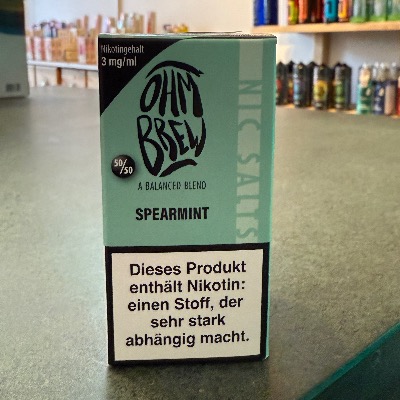 Nikotingehalt
3 mg/ml
OHM
BREW
50/50
A BALANCED BLEND
SPEARMINT
NIC SALTS
Dieses Produkt
enthält Nikotin:
einen Stoff, der
sehr stark
abhängig macht.